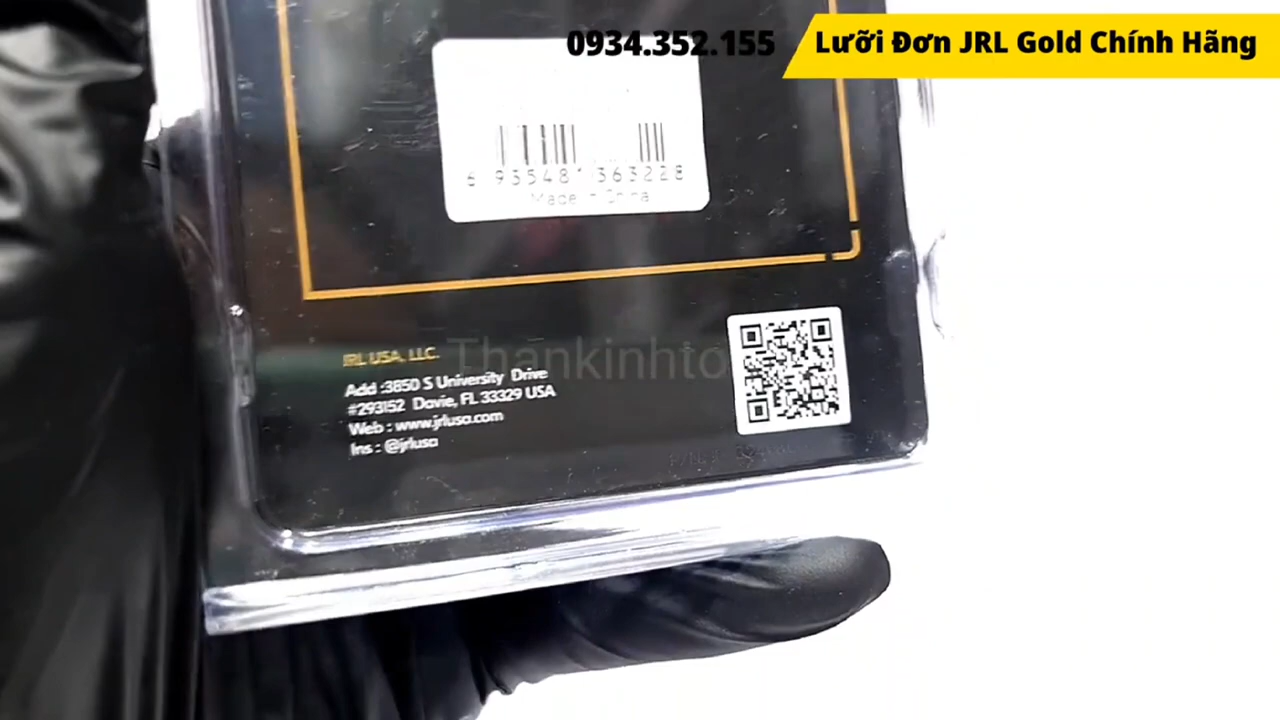 0934.352.155
Lưỡi Đơn JRL Gold Chính Hãng
6 935481 363228
Made in China
Thankinhto
JRL USA, LLC.
Add :3850 S University Drive
#293152 Davie, FL 33329 USA
Web : www.jrlusa.com
Ins : @jrlusa